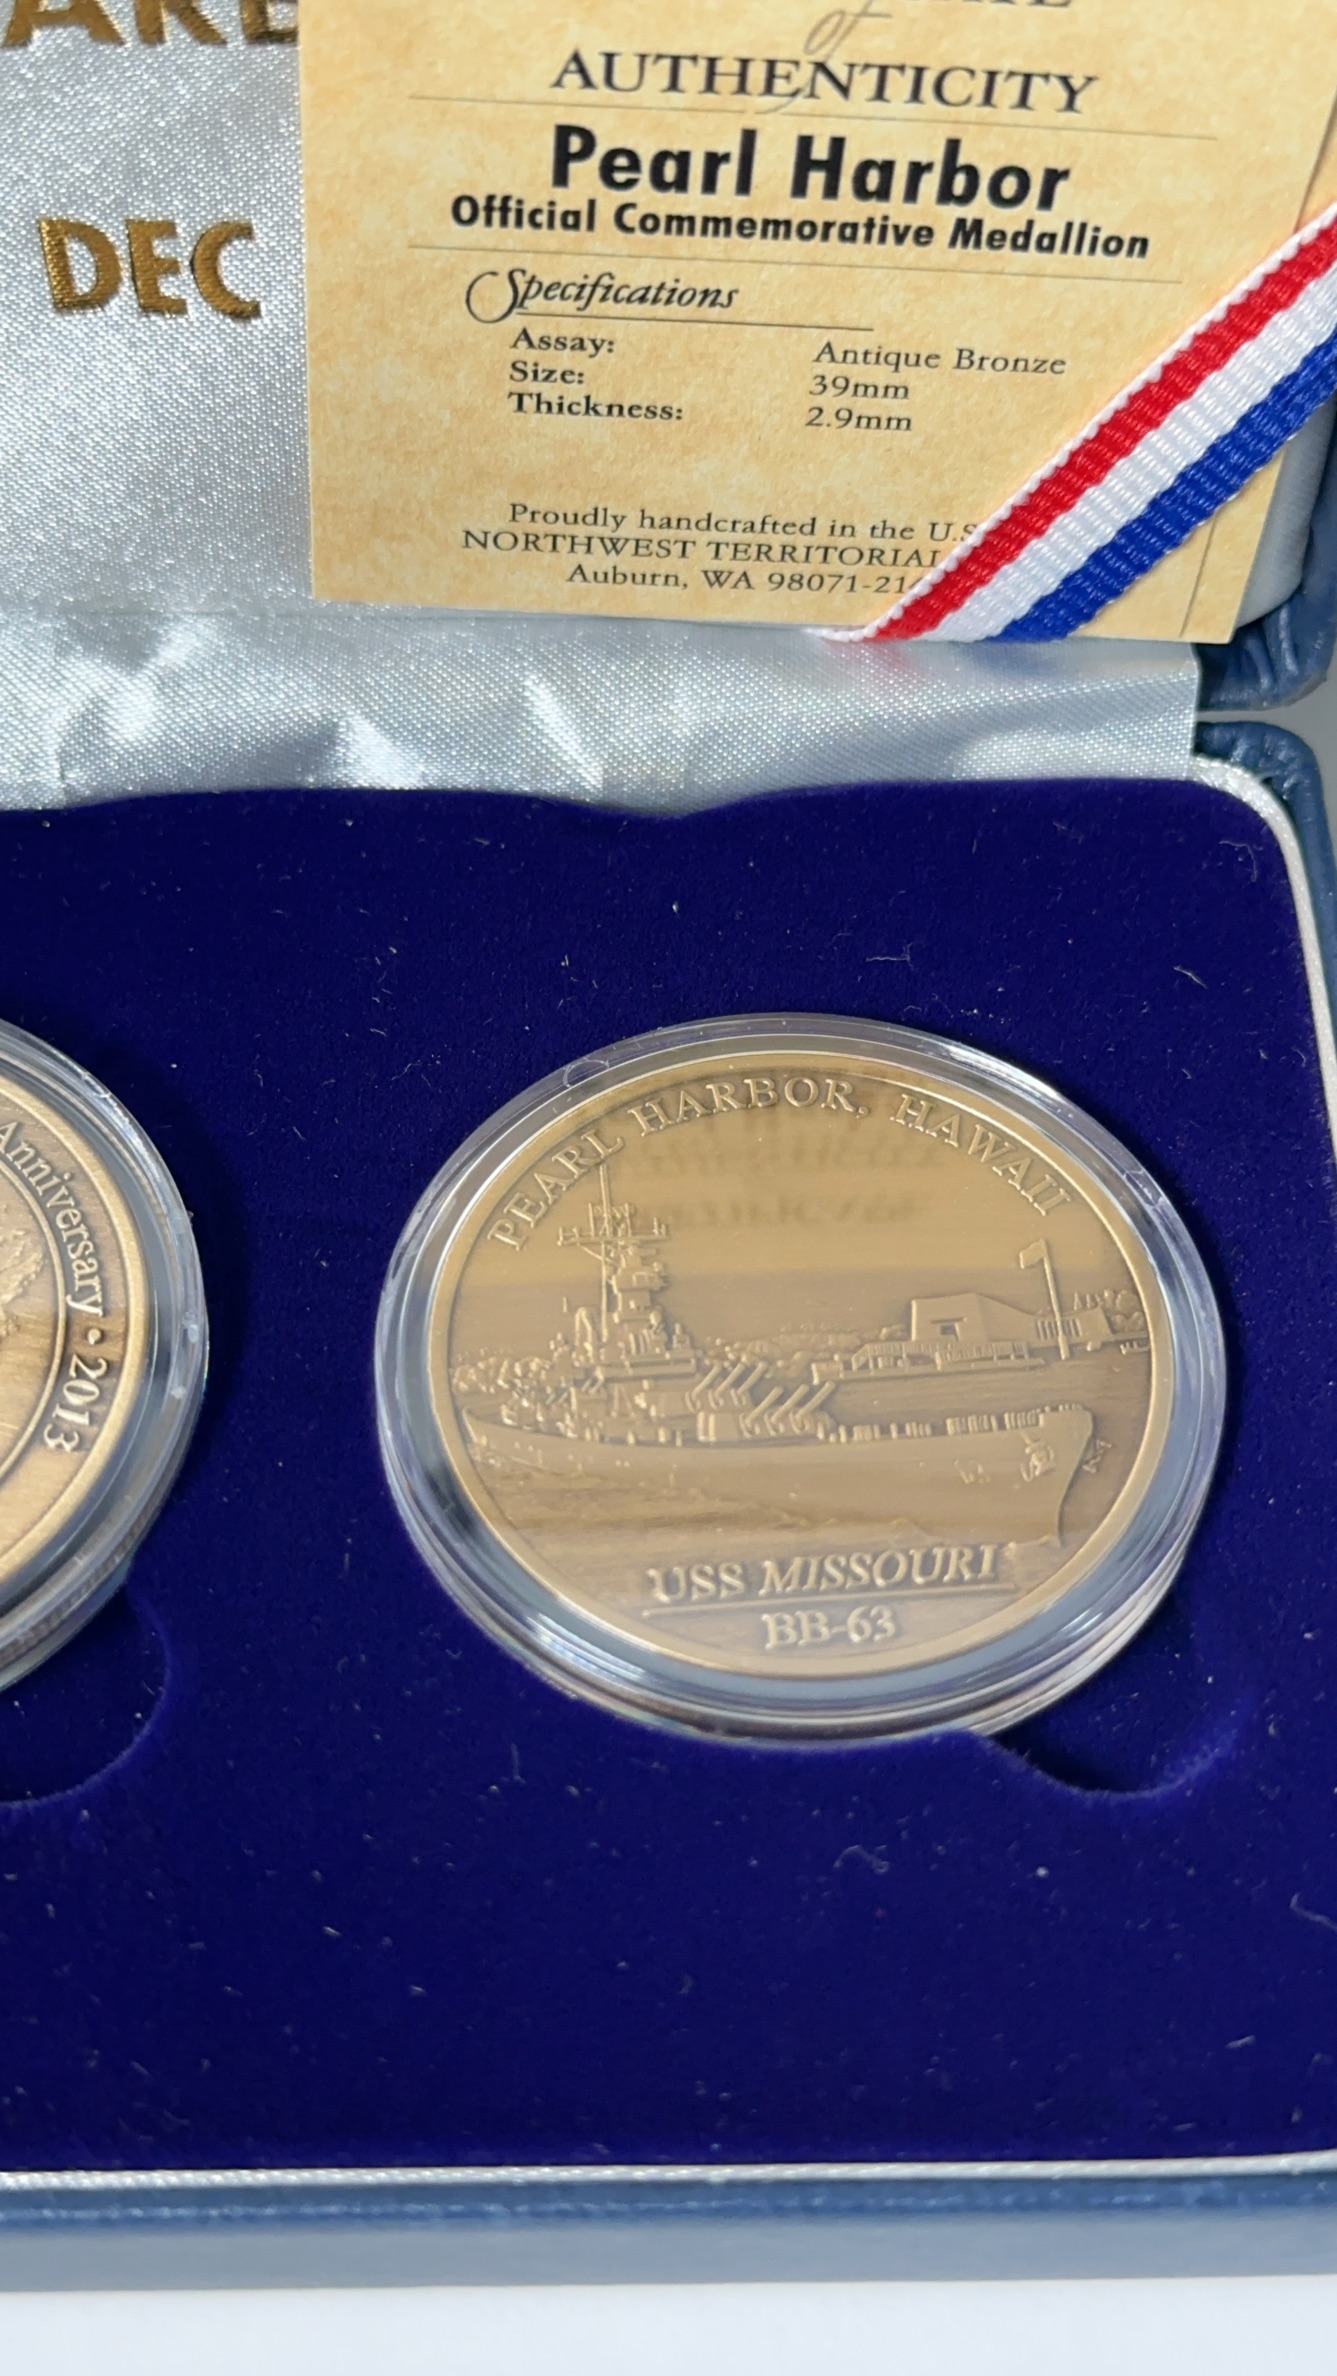 of
AUTHENTICITY
Pearl Harbor
Official Commemorative Medallion
DEC
Specifications
Assay: Antique Bronze
Size: 39mm
Thickness: 2.9mm
Proudly handcrafted in the
NORTHWEST TERRITORIAL
Auburn, WA
PEARL HARBOR, HAWAII
Anniversary • 2013
USS MISSOURI
BB-63